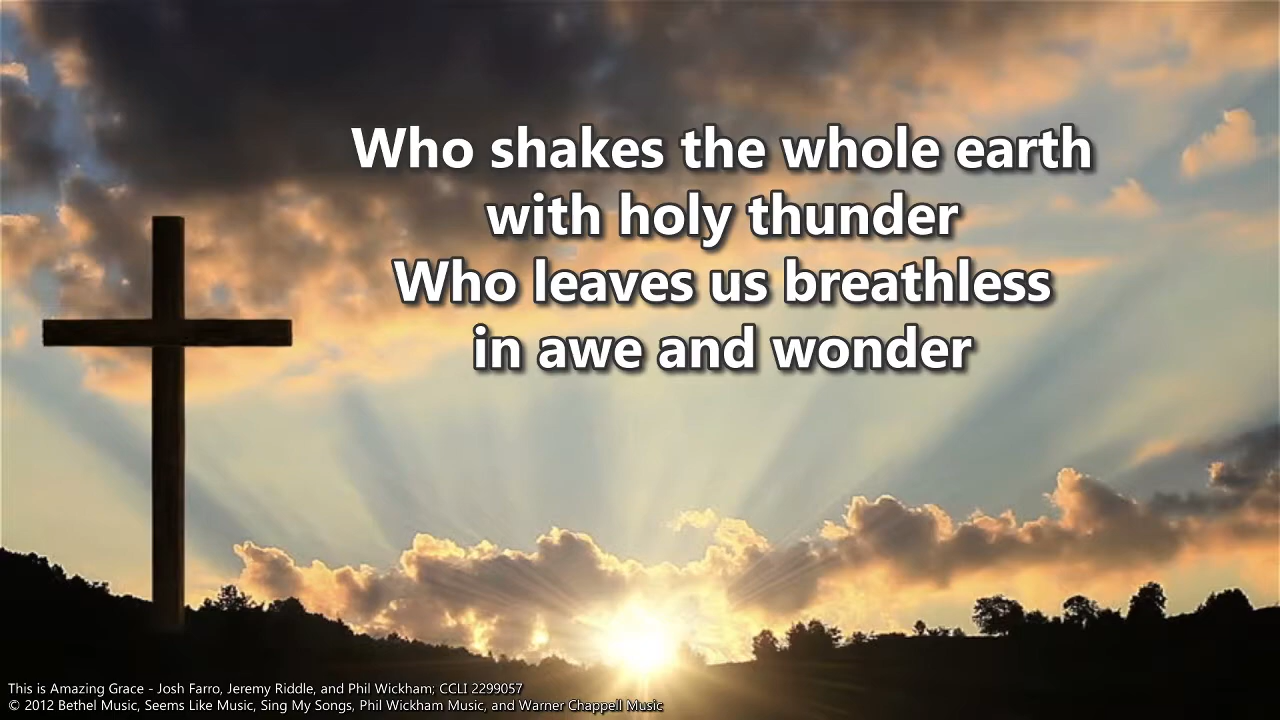 Who shakes the whole earth
with holy thunder
Who leaves us breathless
in awe and wonder
This is Amazing Grace - Josh Farro, Jeremy Riddle, and Phil Wickham; CCLI 2299057
© 2012 Bethel Music, Seems Like Music, Sing My Songs, Phil Wickham Music, and Warner Chappell Music